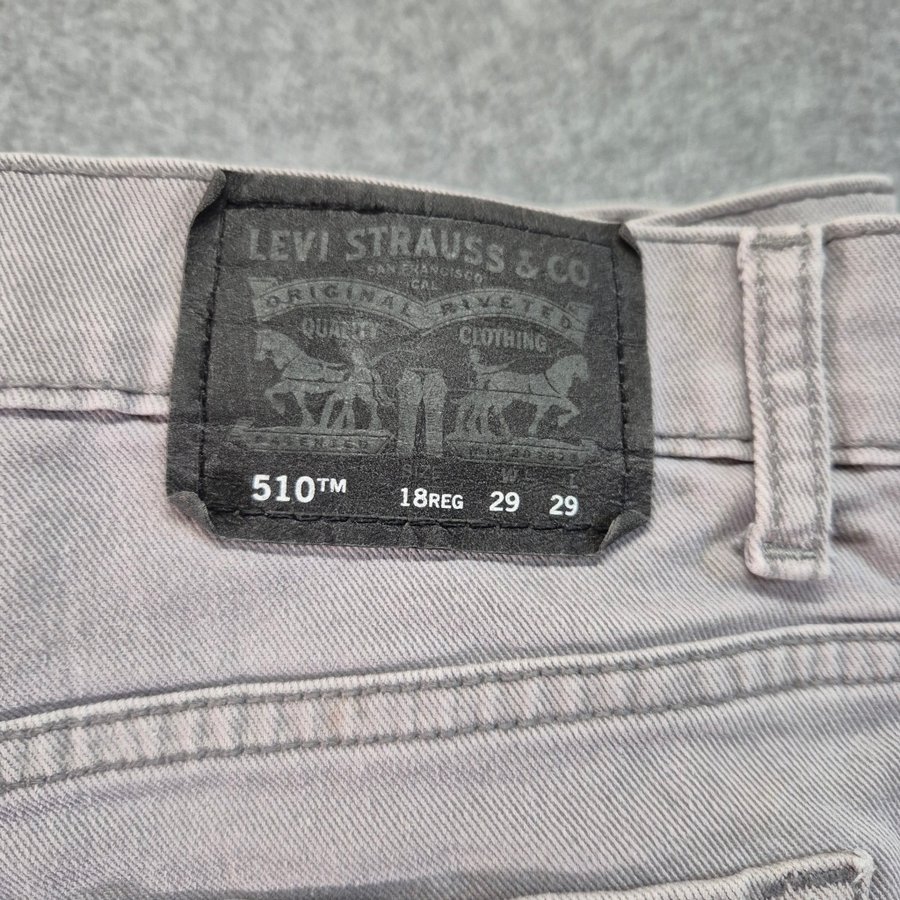 LEVI STRAUSS & CO
SAN FRANCISCO
CAL
ORIGINAL RIVETED
QUALITY CLOTHING
SIZE W L
510™ 18REG 29 29